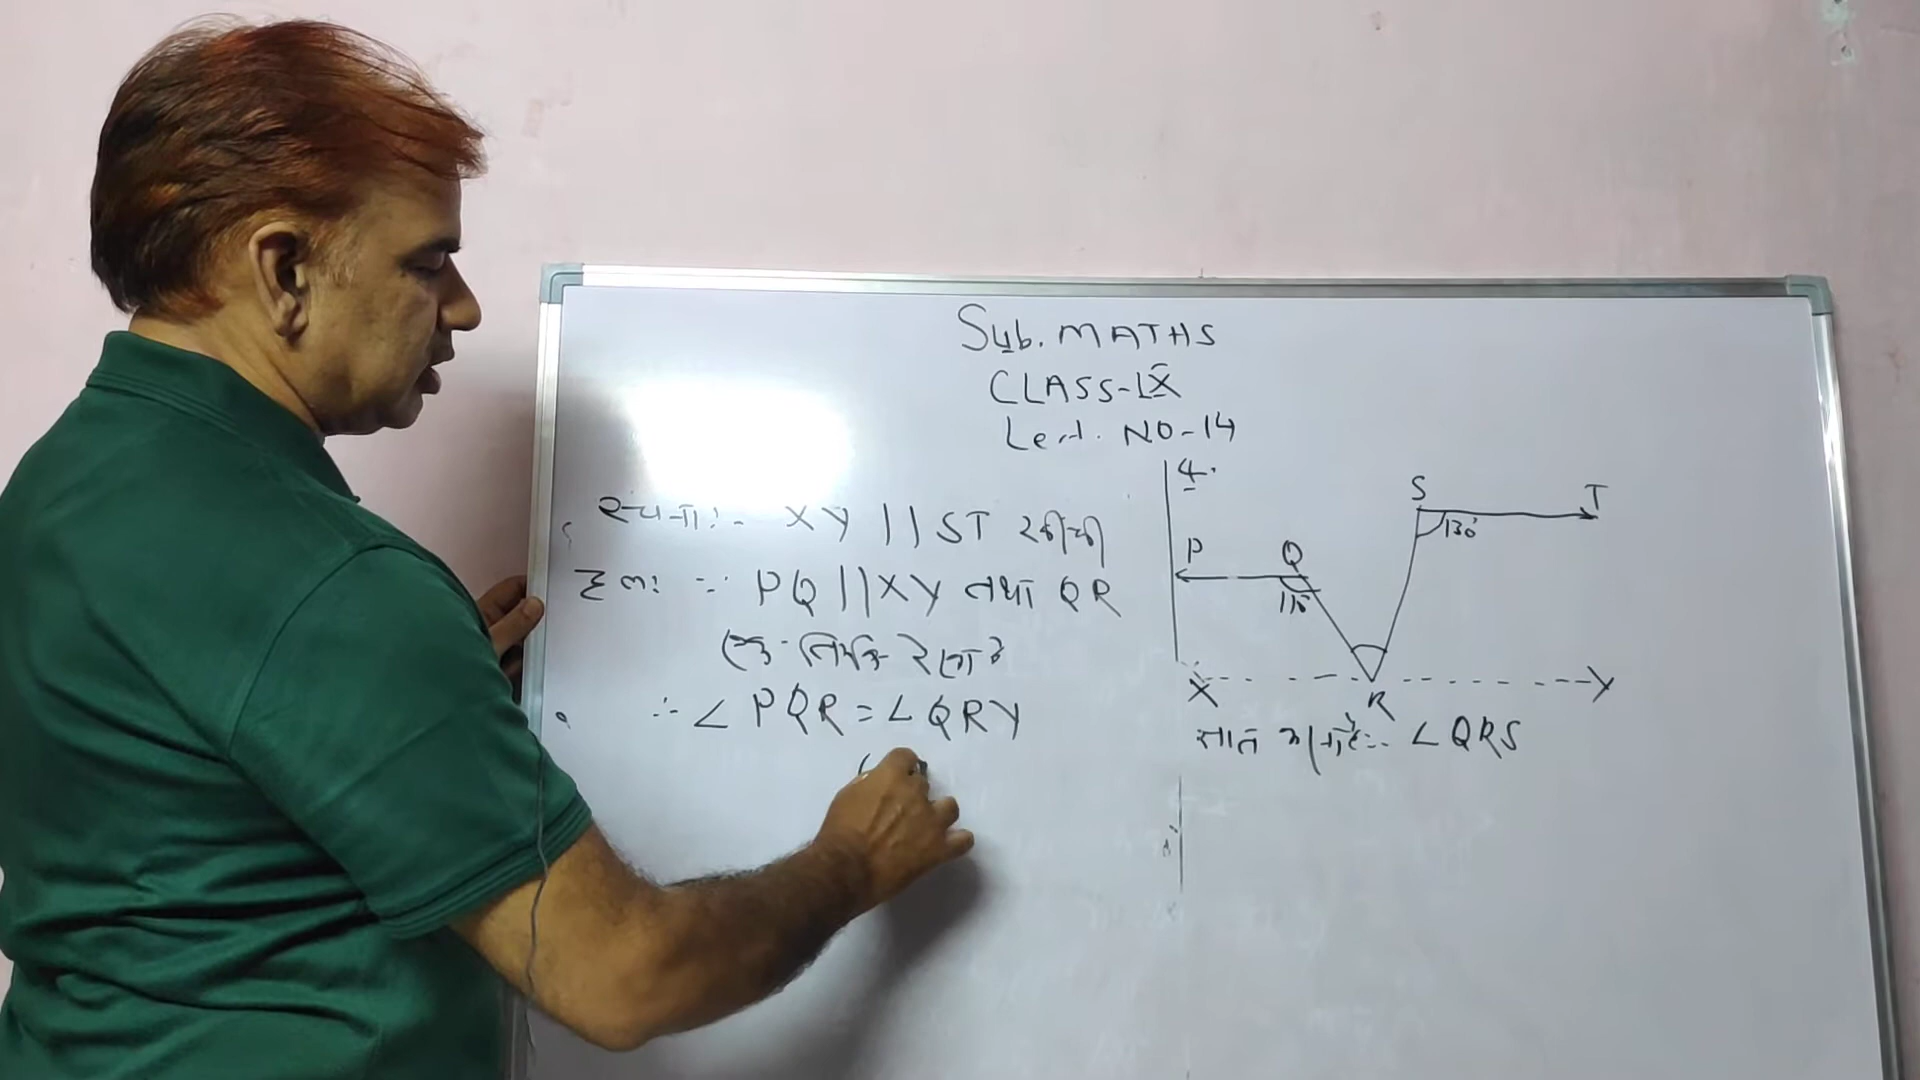 Sub. MATHS
CLASS-IX
Lect. NO-14
रचना:- XY || ST खींची
हल: ∵ PQ || XY तथा QR
एक तिर्यक रेखा है
∴ ∠PQR = ∠QRY
(
4.
S
T
130°
P
Q
110°
X
R
Y
ज्ञात करना है:- ∠QRS